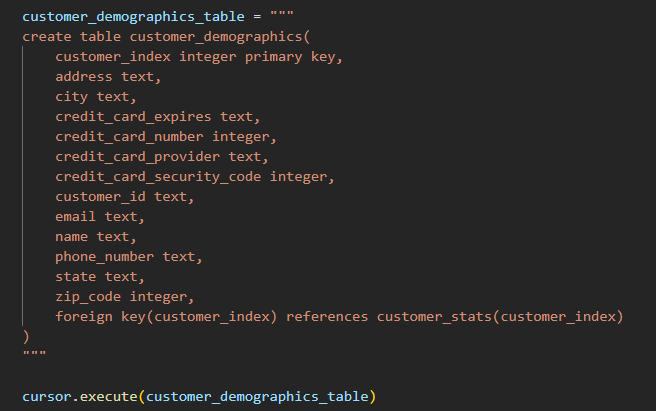 customer_demographics_table = """
create table customer_demographics(
    customer_index integer primary key,
    address text,
    city text,
    credit_card_expires text,
    credit_card_number integer,
    credit_card_provider text,
    credit_card_security_code integer,
    customer_id text,
    email text,
    name text,
    phone_number text,
    state text,
    zip_code integer,
    foreign key(customer_index) references customer_stats(customer_index)
)
"""
cursor.execute(customer_demographics_table)